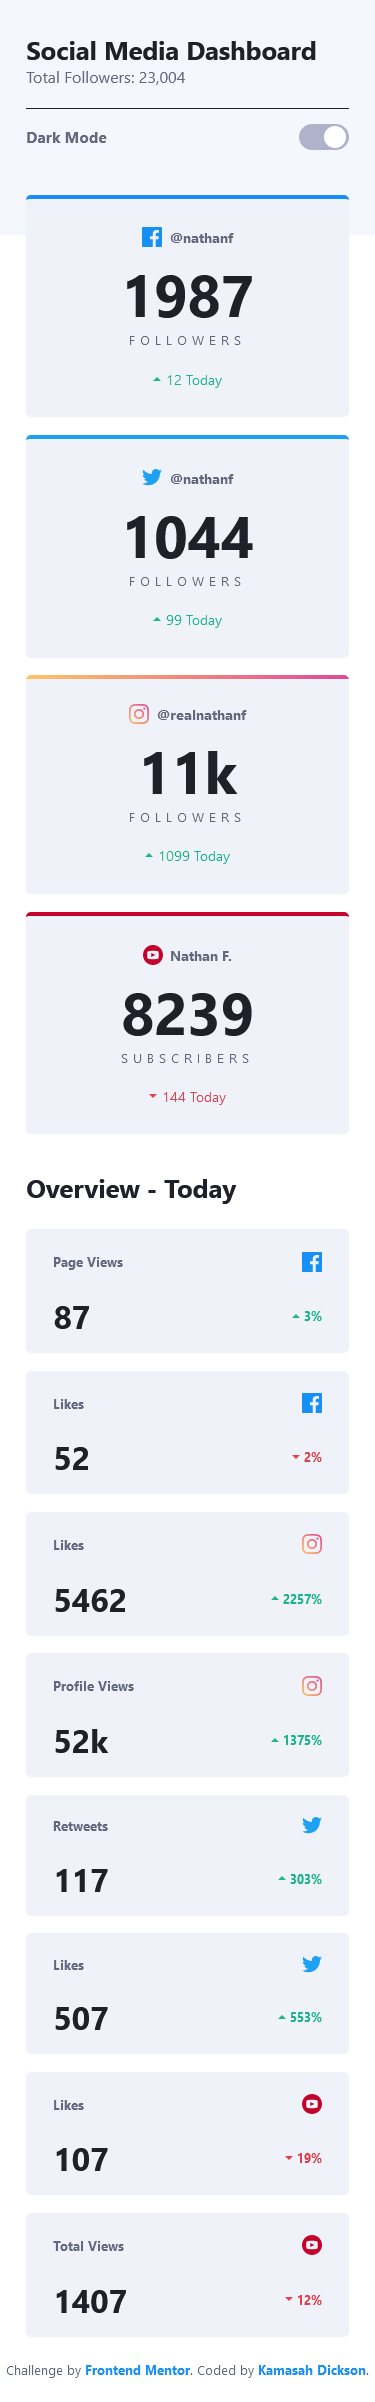 Social Media Dashboard
Total Followers: 23,004
Dark Mode
@nathanf
1987
FOLLOWERS
12 Today
@nathanf
1044
FOLLOWERS
99 Today
@realnathanf
11k
FOLLOWERS
1099 Today
Nathan F.
8239
SUBSCRIBERS
144 Today
Overview - Today
Page Views
87
3%
Likes
52
2%
Likes
5462
2257%
Profile Views
52k
1375%
Retweets
117
303%
Likes
507
553%
Likes
107
19%
Total Views
1407
12%
Challenge by Frontend Mentor. Coded by Kamasah Dickson.